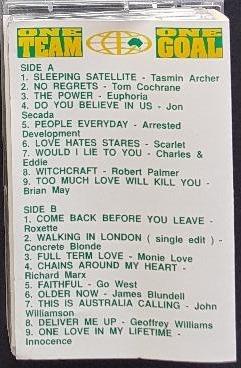 ONE ONE
TEAM GOAL
SIDE A
1. SLEEPING SATELLITE - Tasmin Archer
2. NO REGRETS - Tom Cochrane
3. THE POWER - Euphoria
4. DO YOU BELIEVE IN US - Jon
Secada
5. PEOPLE EVERYDAY - Arrested
Development
6. LOVE HATES STARES - Scarlet
7. WOULD I LIE TO YOU - Charles &
Eddie
8. WITCHCRAFT - Robert Palmer
9. TOO MUCH LOVE WILL KILL YOU -
Brian May
SIDE B
1. COME BACK BEFORE YOU LEAVE -
Roxette
2. WALKING IN LONDON ( single edit ) -
Concrete Blonde
3. FULL TERM LOVE - Monie Love
4. CHAINS AROUND MY HEART -
Richard Marx
5. FAITHFUL - Go West
6. OLDER NOW - James Blundell
7. THIS IS AUSTRALIA CALLING - John
Williamson
8. DELIVER ME UP - Geoffrey Williams
9. ONE LOVE IN MY LIFETIME -
Innocence